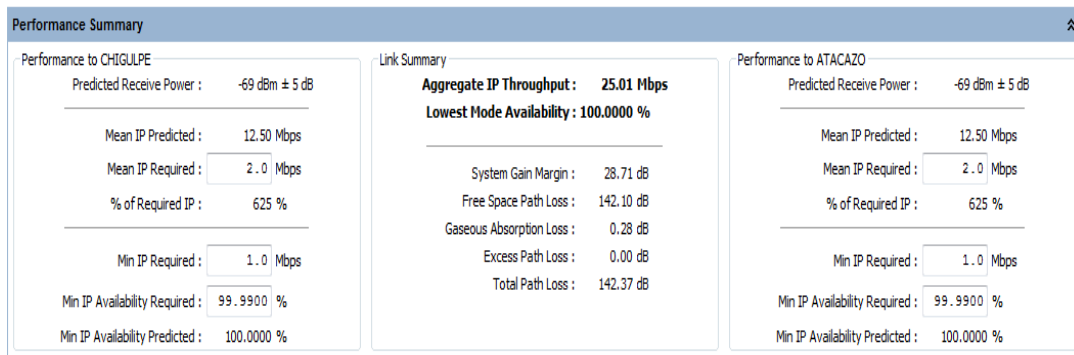 Performance Summary
Performance to CHIGULPE
Predicted Receive Power : -69 dBm ± 5 dB
Mean IP Predicted : 12.50 Mbps
Mean IP Required : 2.0 Mbps
% of Required IP : 625 %
Min IP Required : 1.0 Mbps
Min IP Availability Required : 99.9900 %
Min IP Availability Predicted : 100.0000 %
Link Summary
Aggregate IP Throughput : 25.01 Mbps
Lowest Mode Availability : 100.0000 %
System Gain Margin : 28.71 dB
Free Space Path Loss : 142.10 dB
Gaseous Absorption Loss : 0.28 dB
Excess Path Loss : 0.00 dB
Total Path Loss : 142.37 dB
Performance to ATACAZO
Predicted Receive Power : -69 dBm ± 5 dB
Mean IP Predicted : 12.50 Mbps
Mean IP Required : 2.0 Mbps
% of Required IP : 625 %
Min IP Required : 1.0 Mbps
Min IP Availability Required : 99.9900 %
Min IP Availability Predicted : 100.0000 %